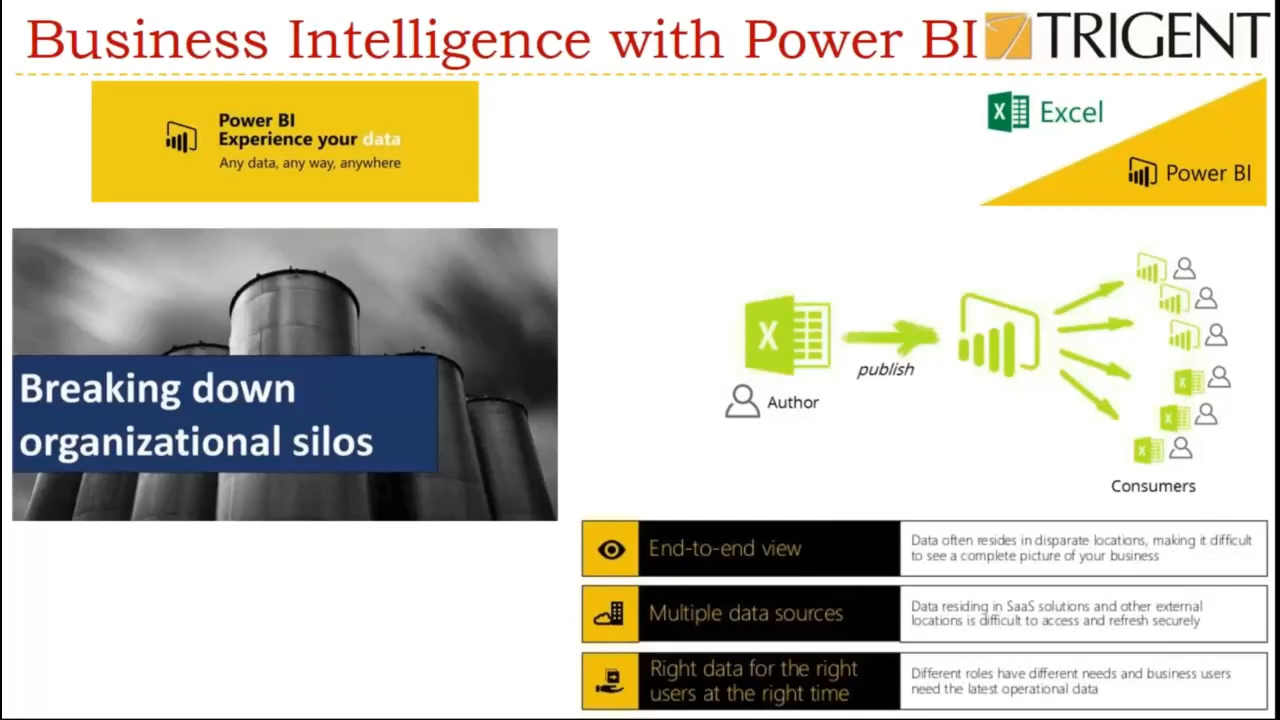 Business Intelligence with Power BI
TRIGENT
Power BI
Experience your data
Any data, any way, anywhere
Excel
Power BI
Breaking down
organizational silos
publish
Author
Consumers
End-to-end view
Data often resides in disparate locations, making it difficult
to see a complete picture of your business
Multiple data sources
Data residing in SaaS solutions and other external
locations is difficult to access and refresh securely
Right data for the right
users at the right time
Different roles have different needs and business users
need the latest operational data